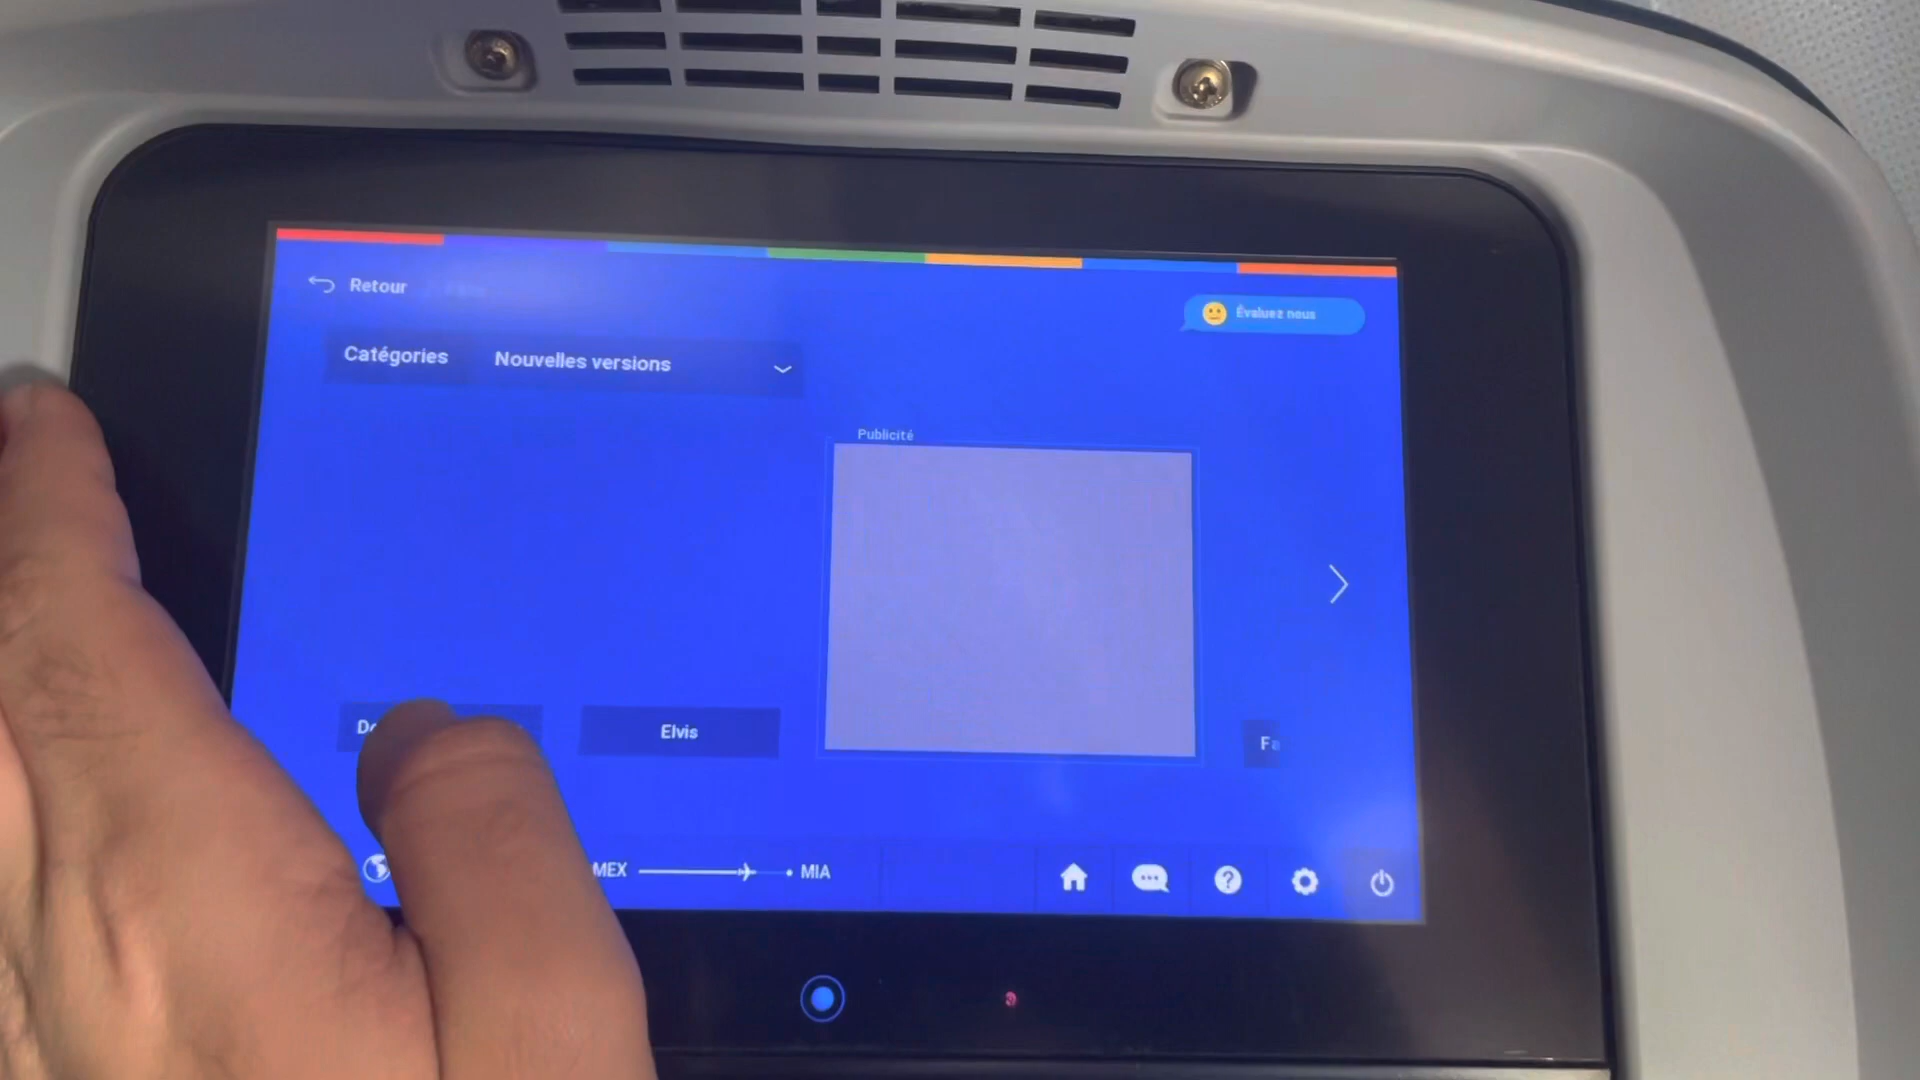 Retour
Évaluez nous
Catégories Nouvelles versions
Publicité
Elvis
MEX MIA